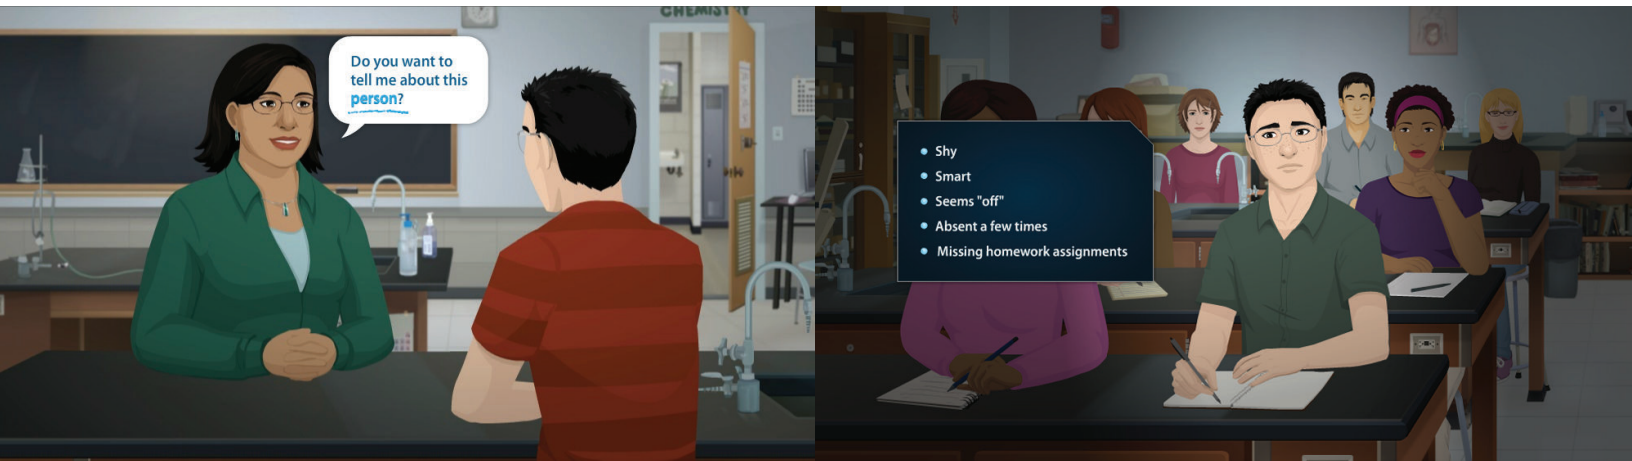 CHEMISTRY
Do you want to
tell me about this
person?
Shy
Smart
Seems "off"
Absent a few times
Missing homework assignments